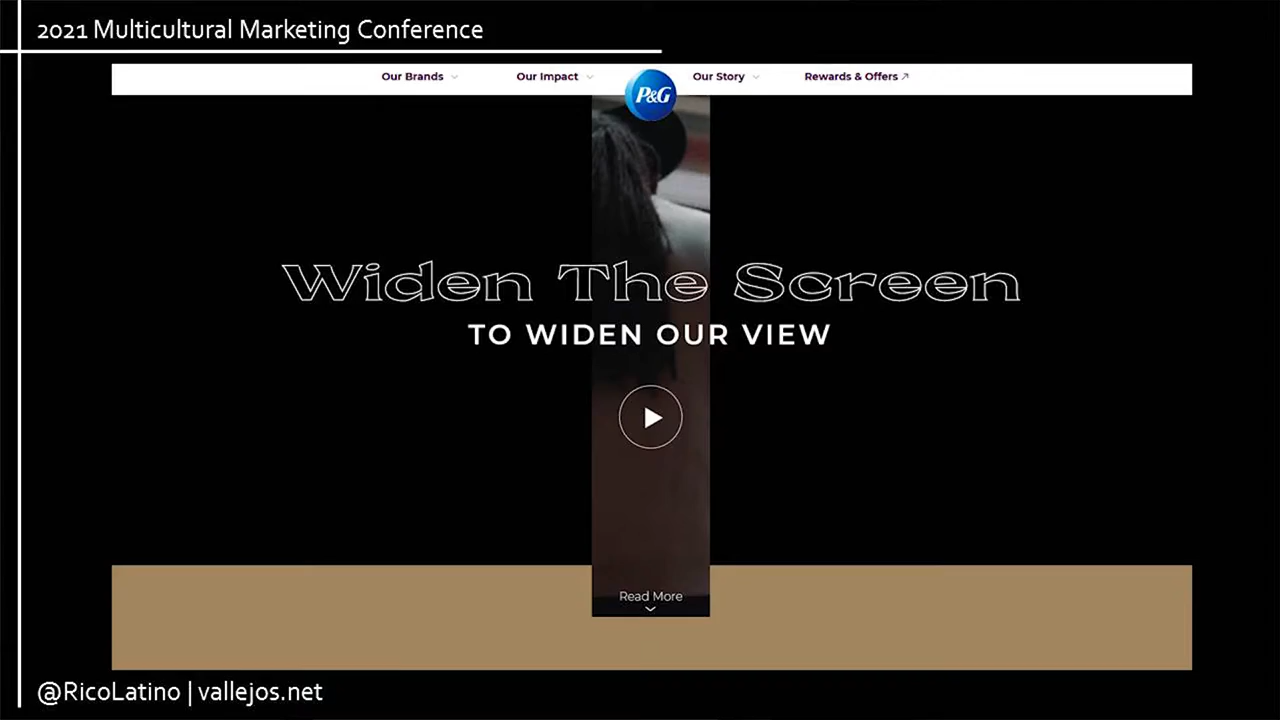 2021 Multicultural Marketing Conference
Our Brands Our Impact P&G Our Story Rewards & Offers
Widen The Screen
TO WIDEN OUR VIEW
Read More
@RicoLatino | vallejos.net